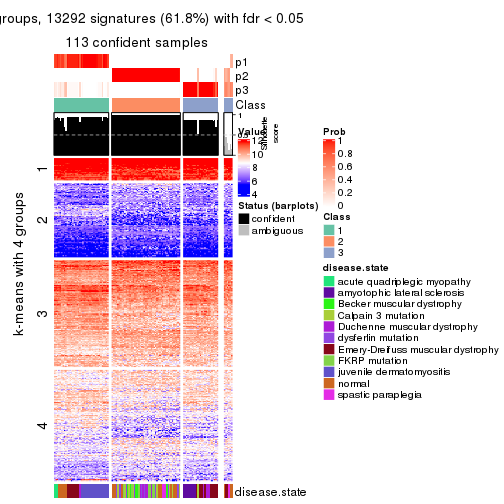 groups, 13292 signatures (61.8%) with fdr < 0.05
113 confident samples
p1
p2
p3
Class
1
0.5
Silhouette
score
k-means with 4 groups
1
2
3
4
disease.state
Value
12
10
8
6
4
Status (barplots)
confident
ambiguous
Prob
1
0.8
0.6
0.4
0.2
0
Class
1
2
3
disease.state
acute quadriplegic myopathy
amyotophic lateral sclerosis
Becker muscular dystrophy
Calpain 3 mutation
Duchenne muscular dystrophy
dysferlin mutation
Emery-Dreifuss muscular dystrophy
FKRP mutation
juvenile dermatomyositis
normal
spastic paraplegia